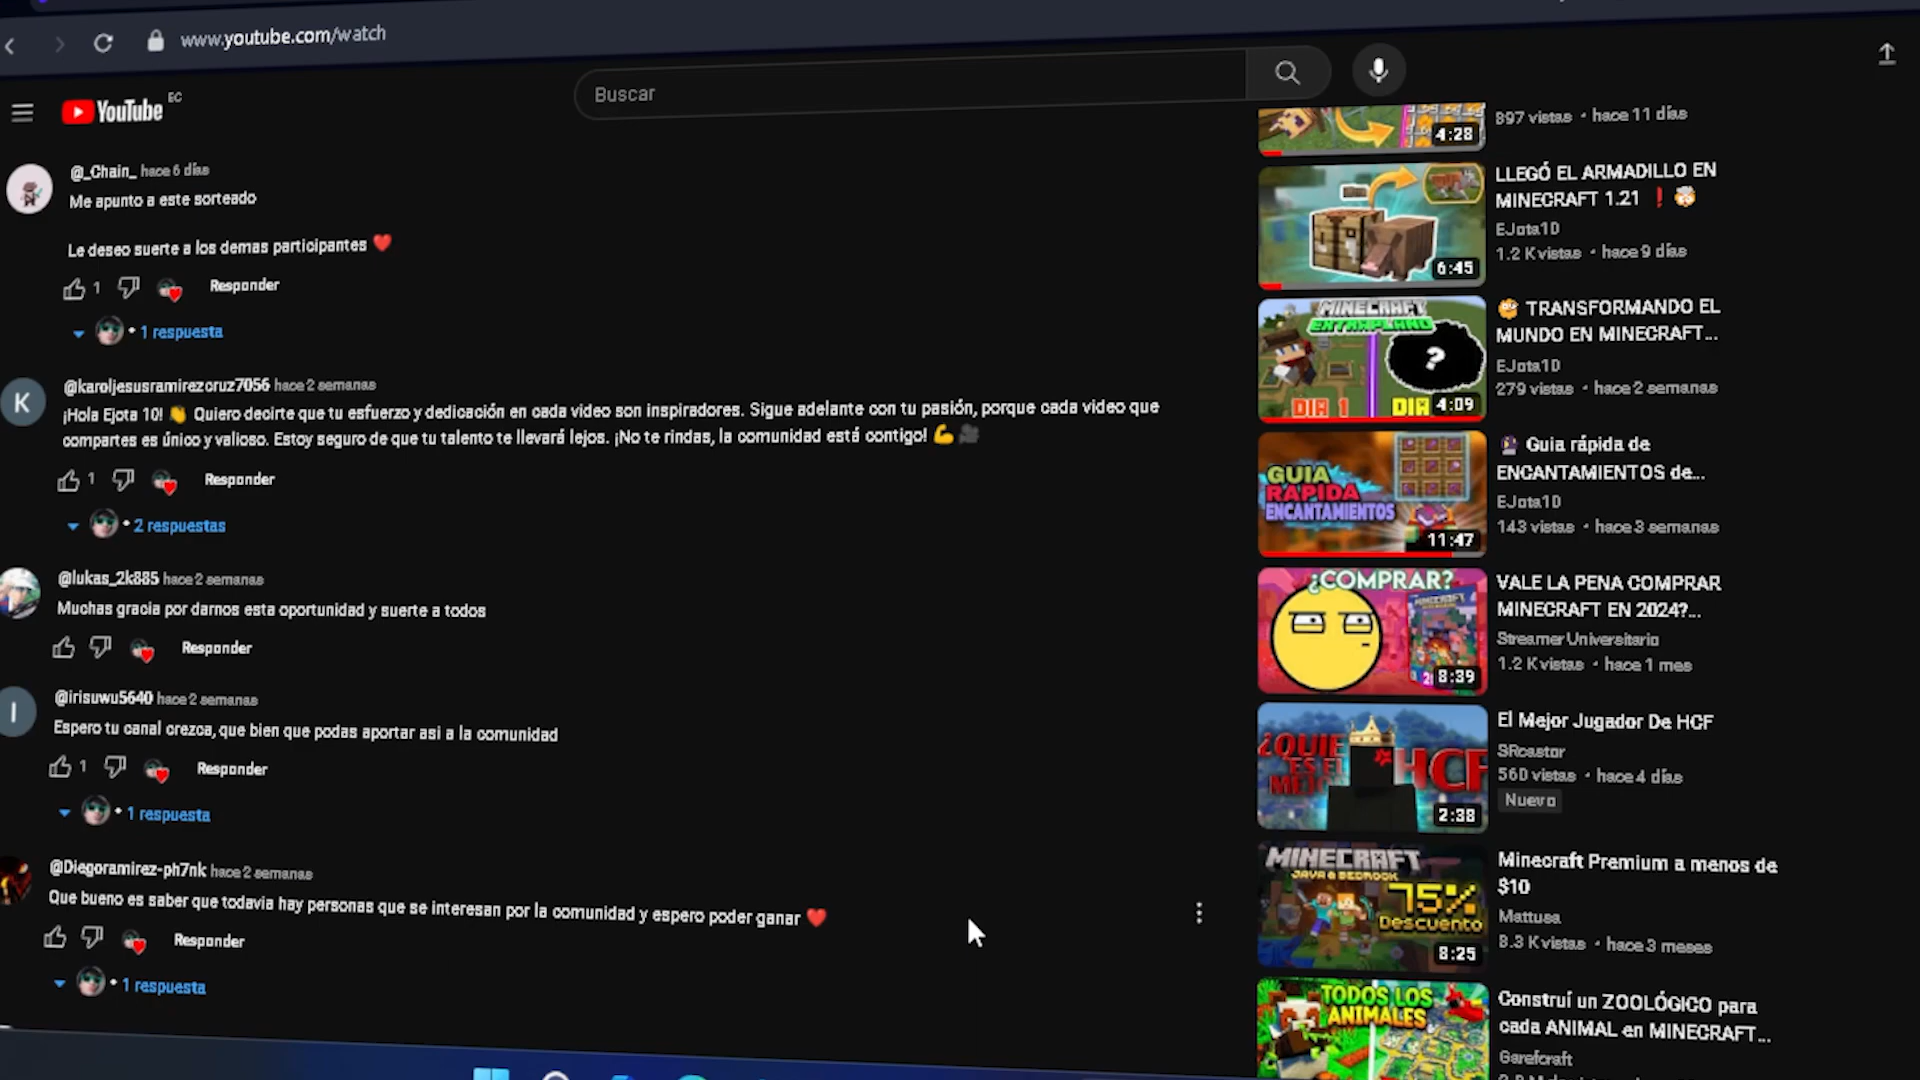 www.youtube.com/watch
YouTube EC
Buscar
@_Chain_ hace 6 días
Me apunto a este sorteado
Le deseo suerte a los demas participantes ❤️
1
Responder
• 1 respuesta
K
@karoljesusramirezcruz7056 hace 2 semanas
¡Hola Ejota 10! 👏 Quiero decirte que tu esfuerzo y dedicación en cada video son inspiradores. Sigue adelante con tu pasión, porque cada video que
compartes es único y valioso. Estoy seguro de que tu talento te llevará lejos. ¡No te rindas, la comunidad está contigo! 💪🎥
1
Responder
• 2 respuestas
@lukas_2k885 hace 2 semanas
Muchas gracia por darnos esta oportunidad y suerte a todos
Responder
I
@irisuwu5640 hace 2 semanas
Espero tu canal crezca, que bien que podas aportar asi a la comunidad
1
Responder
• 1 respuesta
@Diegoramirez-ph7nk hace 2 semanas
Que bueno es saber que todavia hay personas que se interesan por la comunidad y espero poder ganar ❤️
Responder
• 1 respuesta
4:28
897 vistas • hace 11 días
6:45
LLEGÓ EL ARMADILLO EN
MINECRAFT 1.21 ❗🤯
EJota10
1.2 K vistas • hace 9 días
MINECRAFT
EXTRAPLANO
?
DIA 1
DIA
4:09
TRANSFORMANDO EL
MUNDO EN MINECRAFT...
EJota10
279 vistas • hace 2 semanas
GUIA
RAPIDA
ENCANTAMIENTOS
11:47
🔮 Guia rápida de
ENCANTAMIENTOS de...
EJota10
143 vistas • hace 3 semanas
¿COMPRAR?
MINECRAFT
8:39
VALE LA PENA COMPRAR
MINECRAFT EN 2024?...
Streamer Universitario
1.2 K vistas • hace 1 mes
¿QUIE
ES EL
MEJO
HCF
2:38
El Mejor Jugador De HCF
SRcastor
560 vistas • hace 4 días
Nuevo
MINECRAFT
JAVA & BEDROCK
75%
Descuento
8:25
Minecraft Premium a menos de
$10
Mattusa
8.3 K vistas • hace 3 meses
TODOS LOS
ANIMALES
Construí un ZOOLÓGICO para
cada ANIMAL en MINECRAFT...
Garefcraft